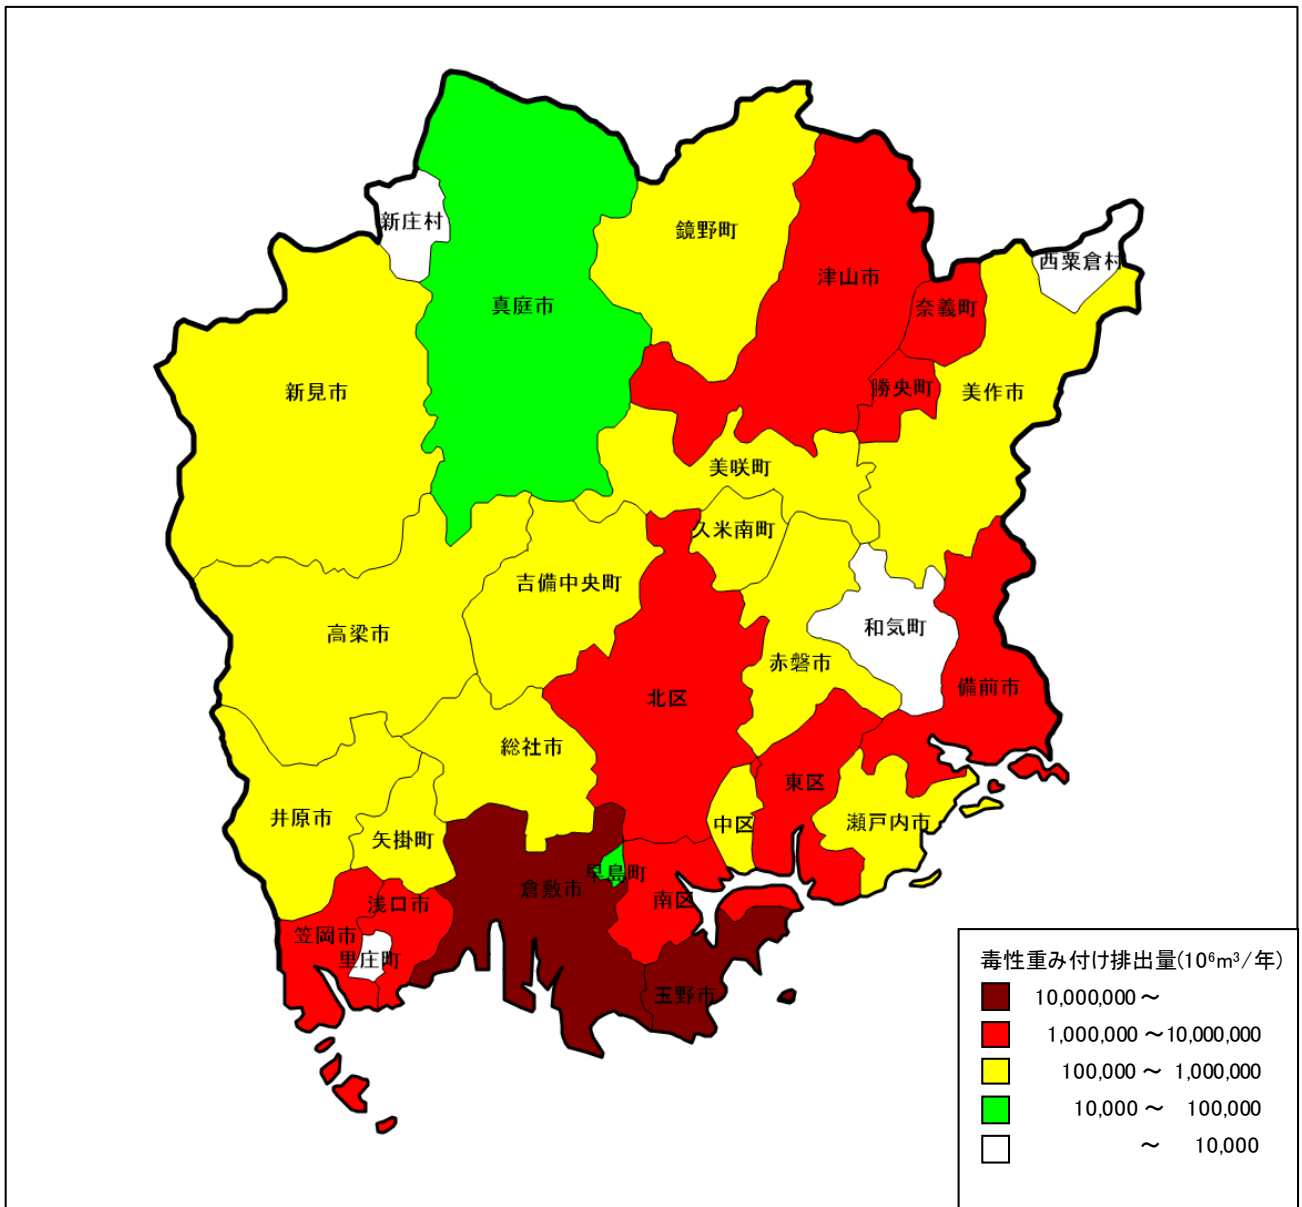 新庄村
鏡野町
西粟倉村
津山市
真庭市
奈義町
新見市
勝央町
美作市
美咲町
久米南町
吉備中央町
和気町
高梁市
赤磐市
備前市
北区
総社市
東区
井原市
中区
瀬戸内市
矢掛町
早島町
倉敷市
浅口市
南区
笠岡市
里庄町
玉野市
毒性重み付け排出量(10⁶m³/年)
10,000,000 ~
1,000,000 ~10,000,000
100,000 ~ 1,000,000
10,000 ~ 100,000
~ 10,000